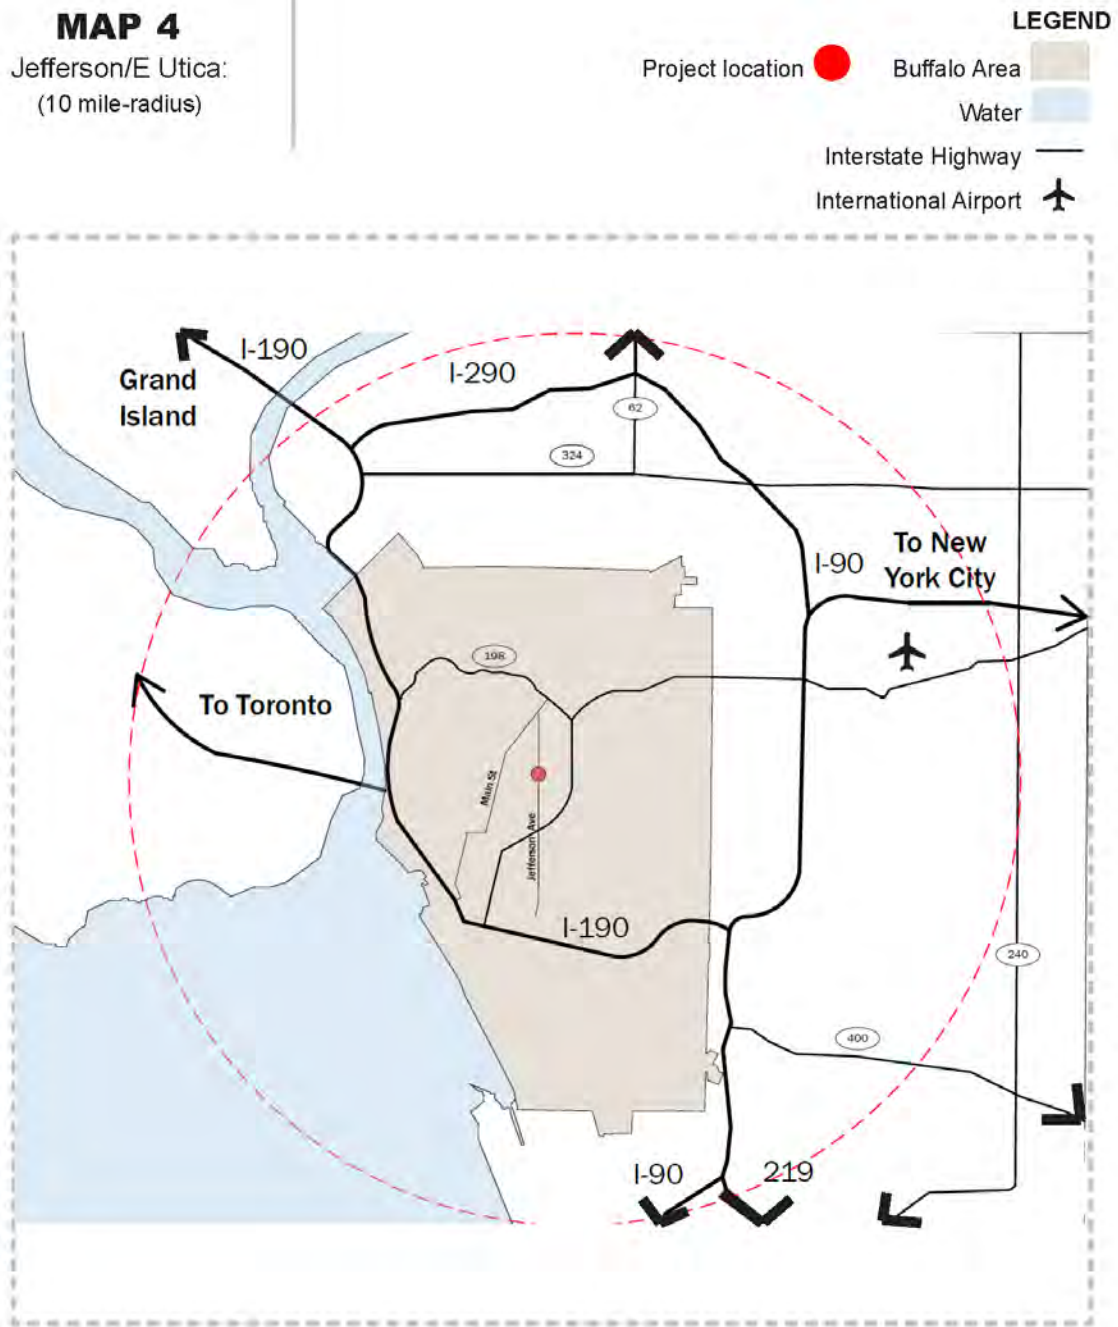 MAP 4
Jefferson/E Utica:
(10 mile-radius)
LEGEND
Project location
Buffalo Area
Water
Interstate Highway
International Airport
I-190
Grand
Island
I-290
62
324
To New
York City
I-90
198
To Toronto
Main St
Jefferson Ave
I-190
240
400
I-90
219